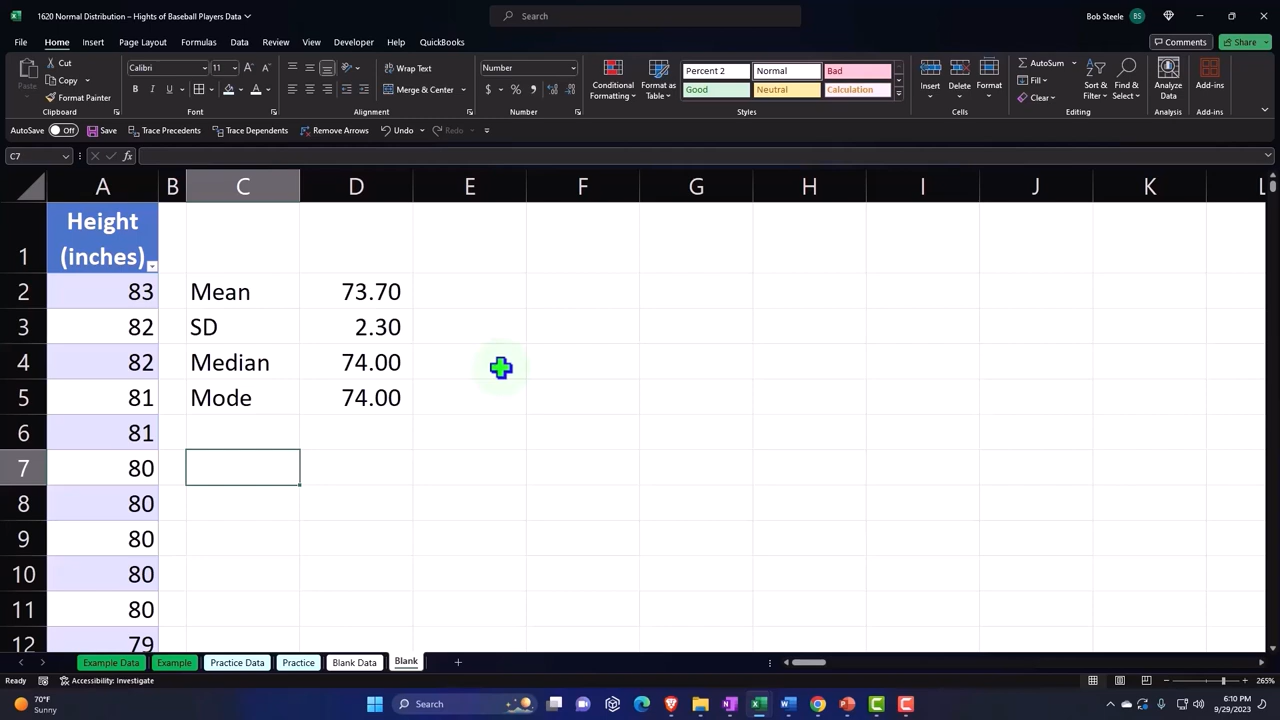 1620 Normal Distribution – Hights of Baseball Players Data
Search
Bob Steele BS
File Home Insert Page Layout Formulas Data Review View Developer Help QuickBooks
Comments Share
Paste Cut Copy Format Painter
Clipboard
Calibri 11
B I U
Font
Wrap Text
Merge & Center
Alignment
Number
$ %
Number
Conditional Formatting
Format as Table
Percent 2 Normal Bad
Good Neutral Calculation
Styles
Insert Delete Format
Cells
AutoSum
Fill
Clear
Sort & Filter
Find & Select
Editing
Analyze Data
Analysis
Add-ins
Add-ins
AutoSave Off Save Trace Precedents Trace Dependents Remove Arrows Undo Redo
C7 fx
A B C D E F G H I J K L
1 Height (inches)
2 83 Mean 73.70
3 82 SD 2.30
4 82 Median 74.00
5 81 Mode 74.00
6 81
7 80
8 80
9 80
10 80
11 80
12 79
Example Data Example Practice Data Practice Blank Data Blank
Ready Accessibility: Investigate 265%
70°F
Sunny
Search
6:10 PM
9/29/2023